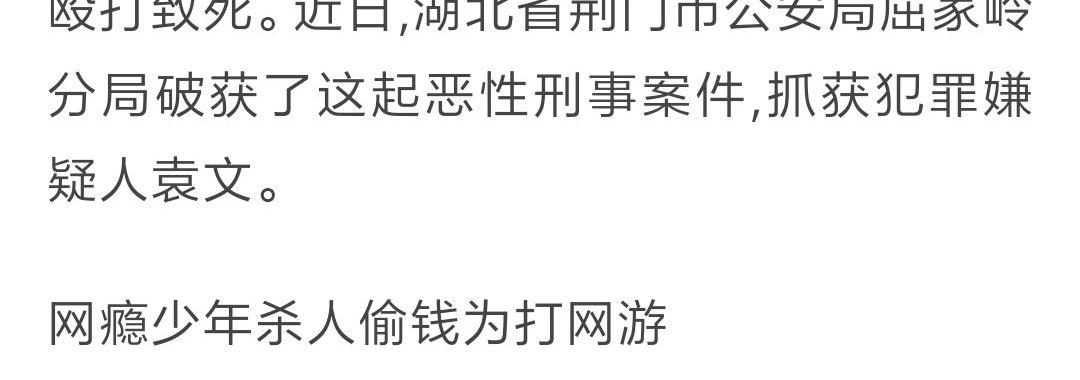 殴打致死。近日,湖北省荆门市公安局屈家岭
分局破获了这起恶性刑事案件,抓获犯罪嫌
疑人袁文。
网瘾少年杀人偷钱为打网游